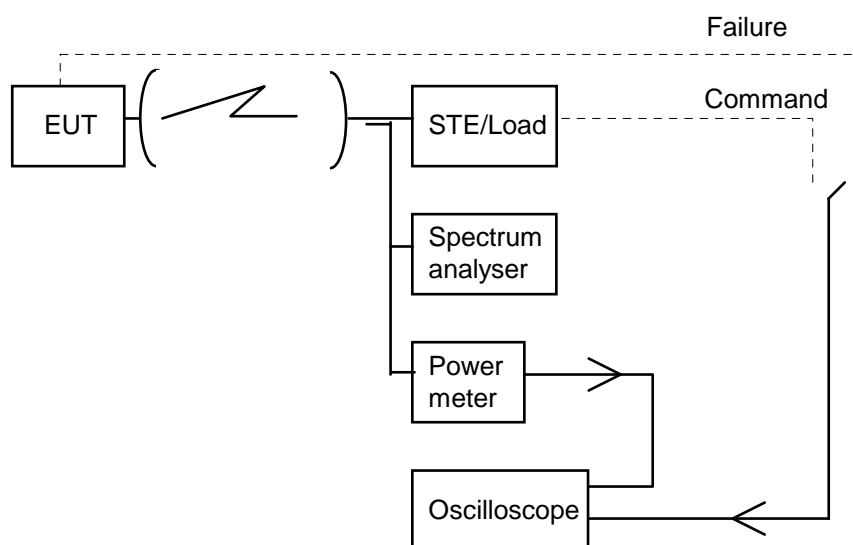 Failure
Command
EUT
STE/Load
Spectrum
analyser
Power
meter
Oscilloscope